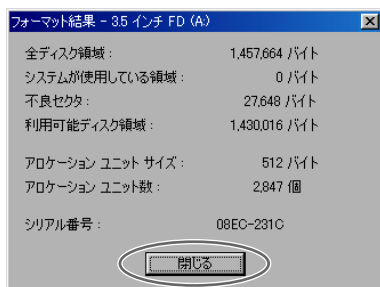 フォーマット結果 - 3.5 インチ FD (A:)
全ディスク領域 : 1,457,664 バイト
システムが使用している領域 : 0 バイト
不良セクタ : 27,648 バイト
利用可能ディスク領域 : 1,430,016 バイト
アロケーション ユニット サイズ : 512 バイト
アロケーション ユニット数 : 2,847 個
シリアル番号 : 08EC-231C
閉じる